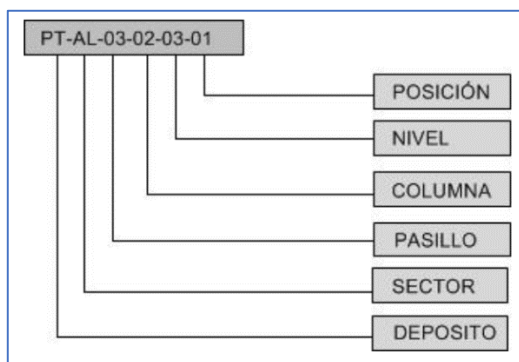 PT-AL-03-02-03-01
POSICIÓN
NIVEL
COLUMNA
PASILLO
SECTOR
DEPOSITO